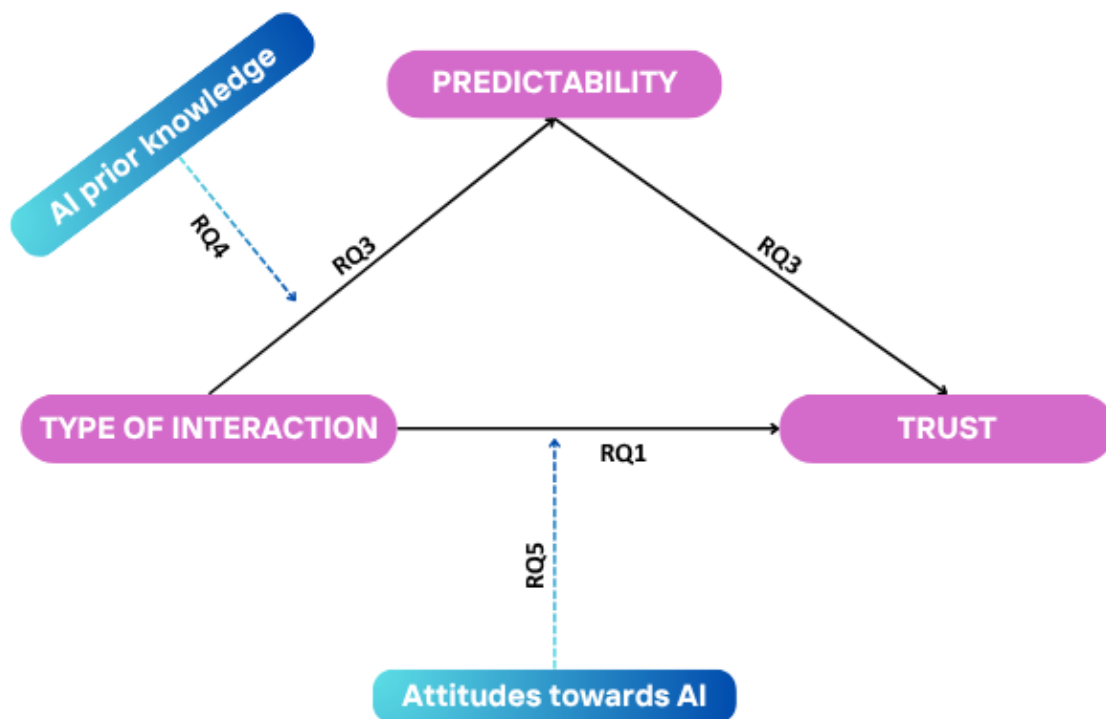 AI prior knowledge
PREDICTABILITY
RQ4
RQ3
RQ3
TYPE OF INTERACTION
TRUST
RQ1
RQ5
Attitudes towards AI